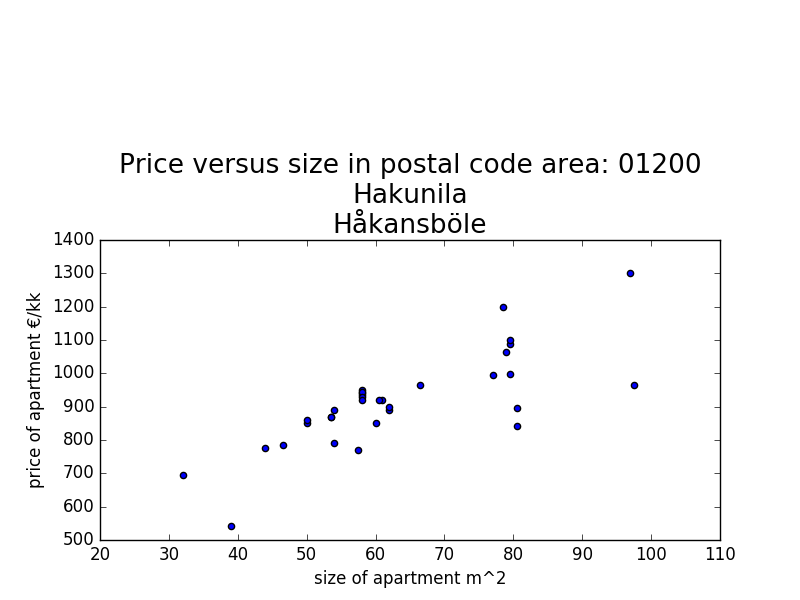 Price versus size in postal code area: 01200
Hakunila
Håkansböle
1400
1300
1200
1100
1000
900
800
700
600
500
price of apartment €/kk
20 30 40 50 60 70 80 90 100 110
size of apartment m^2